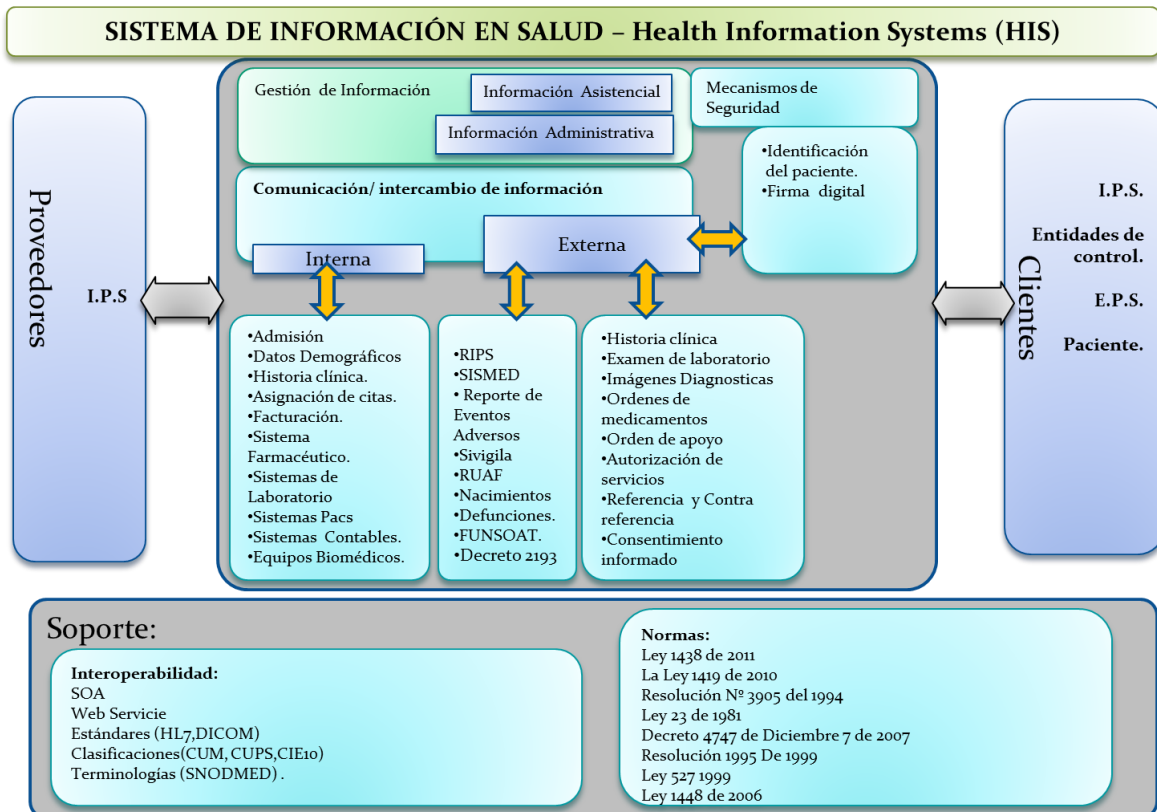 SISTEMA DE INFORMACIÓN EN SALUD – Health Information Systems (HIS)
Proveedores
I.P.S
Gestión de Información
Información Asistencial
Información Administrativa
Mecanismos de
Seguridad
•Identificación
del paciente.
•Firma digital
Comunicación/ intercambio de información
Interna
Externa
•Admisión
•Datos Demográficos
•Historia clínica.
•Asignación de citas.
•Facturación.
•Sistema
Farmacéutico.
•Sistemas de
Laboratorio
•Sistemas Pacs
•Sistemas Contables.
•Equipos Biomédicos.
•RIPS
•SISMED
• Reporte de
Eventos
Adversos
•Sivigila
•RUAF
•Nacimientos
•Defunciones.
•FUNSOAT.
•Decreto 2193
•Historia clínica
•Examen de laboratorio
•Imágenes Diagnosticas
•Ordenes de
medicamentos
•Orden de apoyo
•Autorización de
servicios
•Referencia y Contra
referencia
•Consentimiento
informado
Clientes
I.P.S.
Entidades de
control.
E.P.S.
Paciente.
Soporte:
Interoperabilidad:
SOA
Web Servicie
Estándares (HL7,DICOM)
Clasificaciones(CUM, CUPS,CIE10)
Terminologías (SNODMED) .
Normas:
Ley 1438 de 2011
La Ley 1419 de 2010
Resolución Nº 3905 del 1994
Ley 23 de 1981
Decreto 4747 de Diciembre 7 de 2007
Resolución 1995 De 1999
Ley 527 1999
Ley 1448 de 2006